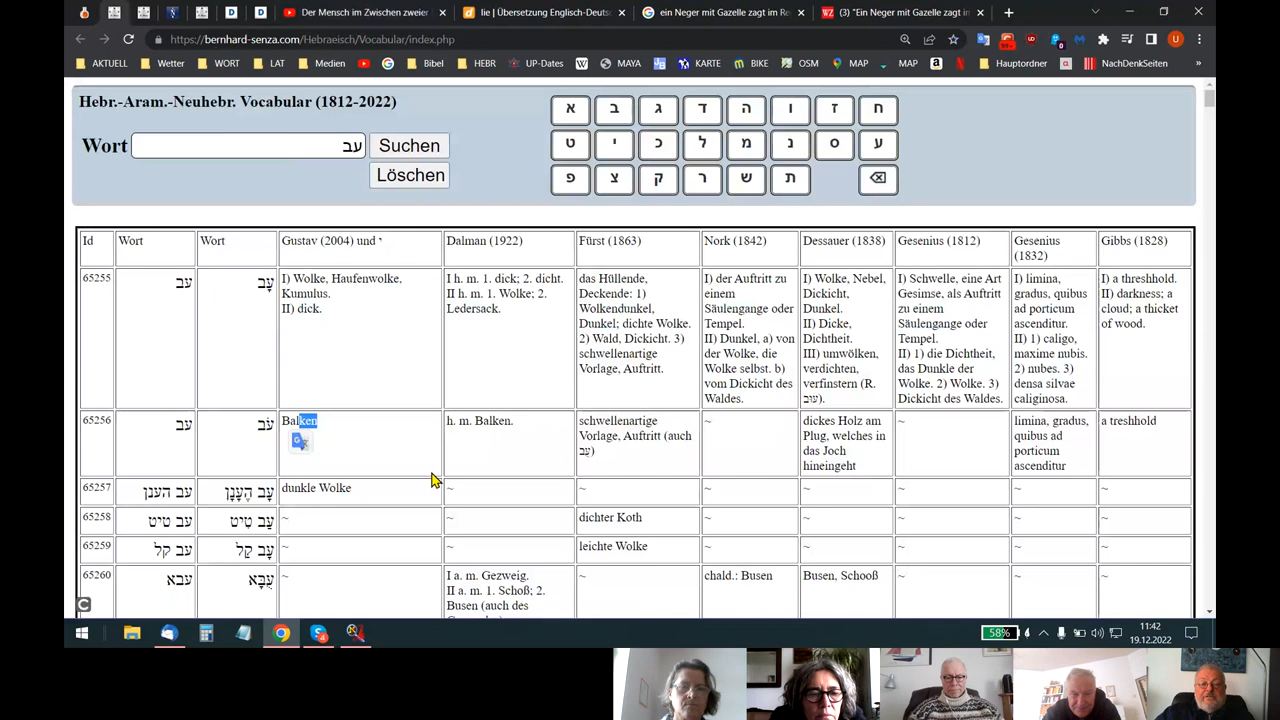 Der Mensch im Zwischen zweier
lie | Übersetzung Englisch-Deuts
ein Neger mit Gazelle zagt im Re
(3) "Ein Neger mit Gazelle zagt im
https://bernhard-senza.com/Hebraeisch/Vocabular/index.php
AKTUELL Wetter WORT LAT Medien Bibel HEBR UP-Dates MAYA KARTE BIKE OSM MAP MAP Hauptordner NachDenkSeiten »
Hebr.-Aram.-Neuhebr. Vocabular (1812-2022)
א ב ג ד ה ו ז ח
Wort עב Suchen
ט י כ ל מ נ ס ע
Löschen
פ צ ק ר ש ת
Id Wort Wort Gustav (2004) und י Dalman (1922) Fürst (1863) Nork (1842) Dessauer (1838) Gesenius (1812) Gesenius (1832) Gibbs (1828)
65255
עב
עָב
I) Wolke, Haufenwolke,
Kumulus.
II) dick.
I h. m. 1. dick; 2. dicht.
II h. m. 1. Wolke; 2.
Ledersack.
das Hüllende,
Deckende: 1)
Wolkendunkel,
Dunkel; dichte Wolke.
2) Wald, Dickicht. 3)
schwellenartige
Vorlage, Auftritt.
I) der Auftritt zu
einem
Säulengange oder
Tempel.
II) Dunkel, a) von
der Wolke, die
Wolke selbst. b)
vom Dickicht des
Waldes.
I) Wolke, Nebel,
Dickicht,
Dunkel.
II) Dicke,
Dichtheit.
III) umwölken,
verdichten,
verfinstern (R.
עוב).
I) Schwelle, eine Art
Gesimse, als Auftritt
zu einem
Säulengange oder
Tempel.
II) 1) die Dichtheit,
das Dunkle der
Wolke. 2) Wolke. 3)
Dickicht des Waldes.
I) limina,
gradus, quibus
ad porticum
ascenditur.
II) 1) caligo,
maxime nubis.
2) nubes. 3)
densa silvae
caliginosa.
I) a threshhold.
II) darkness; a
cloud; a thicket
of wood.
65256
עב
עֹב
Balken
h. m. Balken.
schwellenartige
Vorlage, Auftritt (auch
עַב)
~
dickes Holz am
Plug, welches in
das Joch
hineingeht
~
limina, gradus,
quibus ad
porticum
ascenditur
a treshhold
65257 עב הענן עָב הֶעָנָן dunkle Wolke ~ ~ ~ ~ ~ ~ ~
65258 עב טיט עַב טִיט ~ ~ dichter Koth ~ ~ ~ ~ ~
65259 עב קל עָב קַל ~ ~ leichte Wolke ~ ~ ~ ~ ~
65260
עבא
עֻבָּא
~
I a. m. Gezweig.
II a. m. 1. Schoß; 2.
Busen (auch des
~
chald.: Busen
Busen, Schooß
~
~
~
58%
11:42
19.12.2022